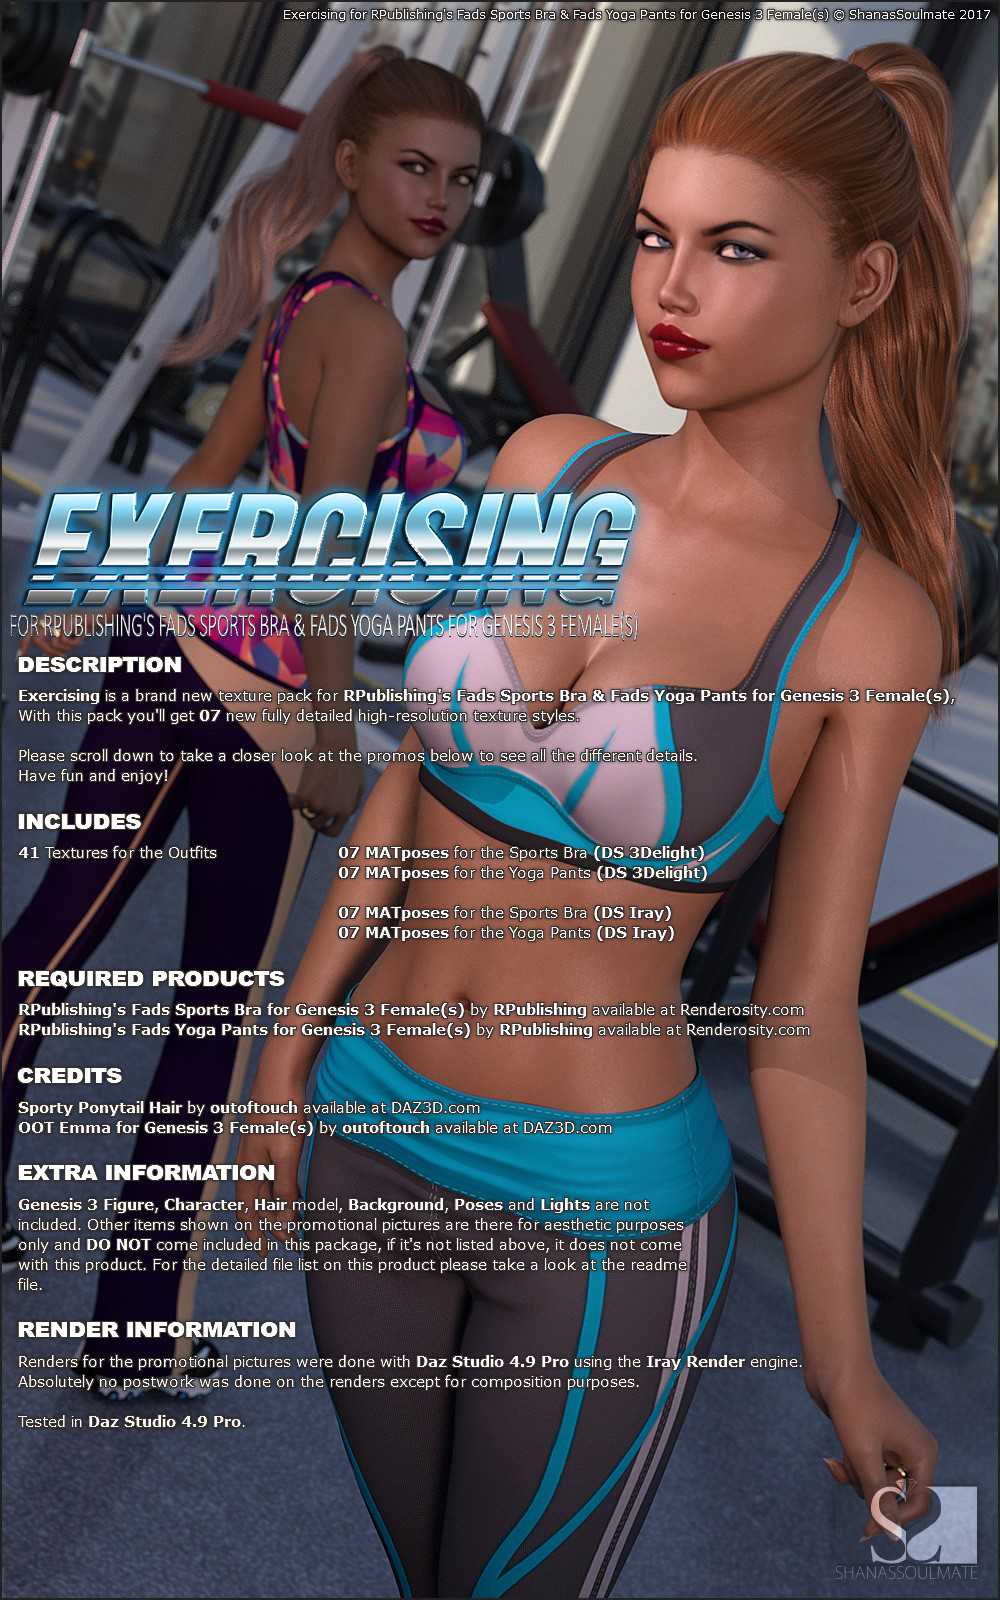 Exercising for RPublishing's Fads Sports Bra & Fads Yoga Pants for Genesis 3 Female(s) © ShanasSoulmate 2017
EXERCISING
FOR RPUBLISHING'S FADS SPORTS BRA & FADS YOGA PANTS FOR GENESIS 3 FEMALE(S)
DESCRIPTION
Exercising is a brand new texture pack for RPublishing's Fads Sports Bra & Fads Yoga Pants for Genesis 3 Female(s),
With this pack you'll get 07 new fully detailed high-resolution texture styles.
Please scroll down to take a closer look at the promos below to see all the different details.
Have fun and enjoy!
INCLUDES
41 Textures for the Outfits
07 MATposes for the Sports Bra (DS 3Delight)
07 MATposes for the Yoga Pants (DS 3Delight)
07 MATposes for the Sports Bra (DS Iray)
07 MATposes for the Yoga Pants (DS Iray)
REQUIRED PRODUCTS
RPublishing's Fads Sports Bra for Genesis 3 Female(s) by RPublishing available at Renderosity.com
RPublishing's Fads Yoga Pants for Genesis 3 Female(s) by RPublishing available at Renderosity.com
CREDITS
Sporty Ponytail Hair by outoftouch available at DAZ3D.com
OOT Emma for Genesis 3 Female(s) by outoftouch available at DAZ3D.com
EXTRA INFORMATION
Genesis 3 Figure, Character, Hair model, Background, Poses and Lights are not
included. Other items shown on the promotional pictures are there for aesthetic purposes
only and DO NOT come included in this package, if it's not listed above, it does not come
with this product. For the detailed file list on this product please take a look at the readme
file.
RENDER INFORMATION
Renders for the promotional pictures were done with Daz Studio 4.9 Pro using the Iray Render engine.
Absolutely no postwork was done on the renders except for composition purposes.
Tested in Daz Studio 4.9 Pro.
SS
SHANASSOULMATE